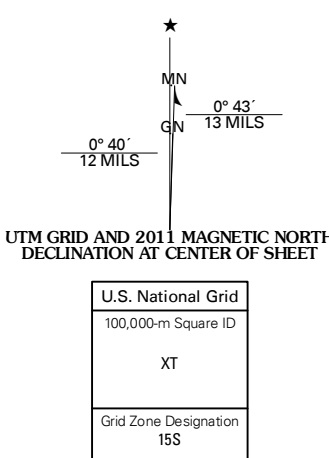 ★
MN
0° 43´
13 MILS
GN
0° 40´
12 MILS
UTM GRID AND 2011 MAGNETIC NORTH
DECLINATION AT CENTER OF SHEET
U.S. National Grid
100,000-m Square ID
XT
Grid Zone Designation
15S